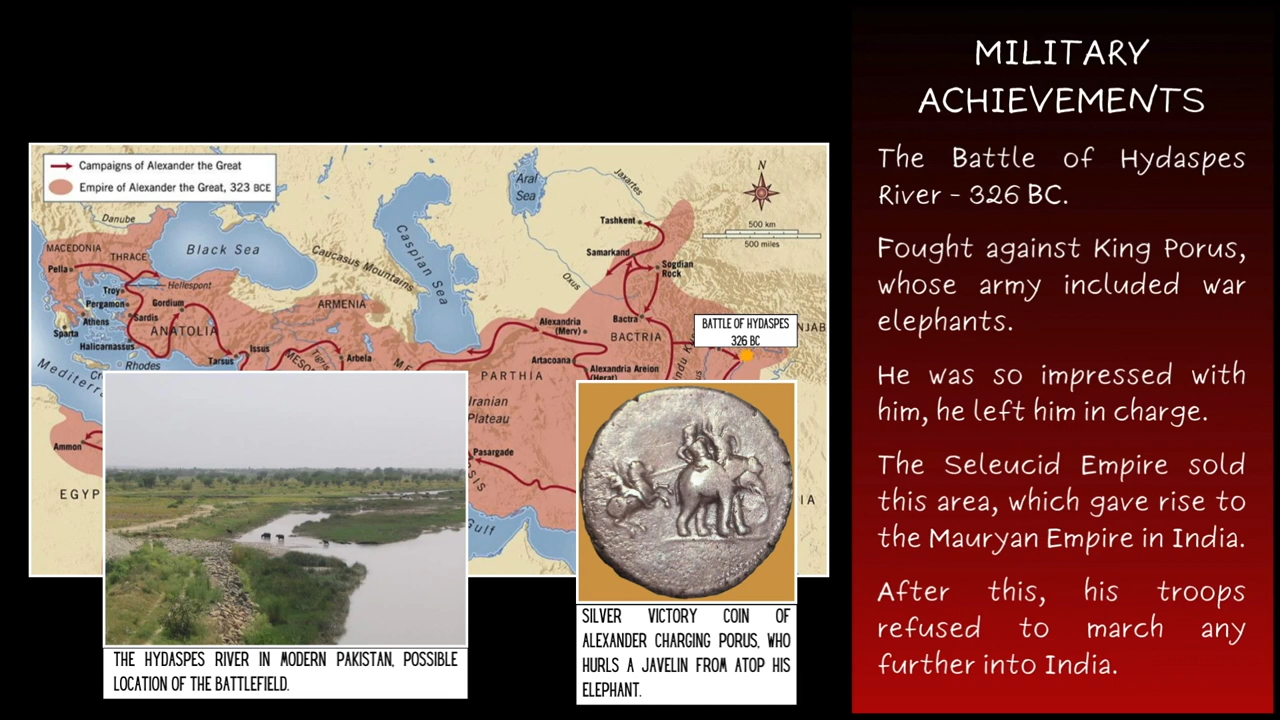 Campaigns of Alexander the Great
Empire of Alexander the Great, 323 BCE
Danube
MACEDONIA
THRACE
Pella
Black Sea
Hellespont
Troy
Pergamon
Gordium
Sardis
Athens
Sparta
ANATOLIA
Halicarnassus
Rhodes
Tarsus
Issus
Caucasus Mountains
ARMENIA
Caspian Sea
Tigris
Arbela
Aral
Sea
Jaxartes
Oxus
Tashkent
Samarkand
Sogdian
Rock
N
500 km
500 miles
Alexandria
(Merv)
Bactra
BACTRIA
Artacoana
Alexandria Areion
(Herat)
PARTHIA
BATTLE OF HYDASPES
326 BC
NJAB
Mediterr
Iranian
Plateau
Pasargade
Ammon
EGYP
Gulf
IA
THE HYDASPES RIVER IN MODERN PAKISTAN, POSSIBLE
LOCATION OF THE BATTLEFIELD.
SILVER VICTORY COIN OF
ALEXANDER CHARGING PORUS, WHO
HURLS A JAVELIN FROM ATOP HIS
ELEPHANT.
MILITARY
ACHIEVEMENTS
The Battle of Hydaspes
River - 326 BC.
Fought against King Porus,
whose army included war
elephants.
He was so impressed with
him, he left him in charge.
The Seleucid Empire sold
this area, which gave rise to
the Mauryan Empire in India.
After this, his troops
refused to march any
further into India.